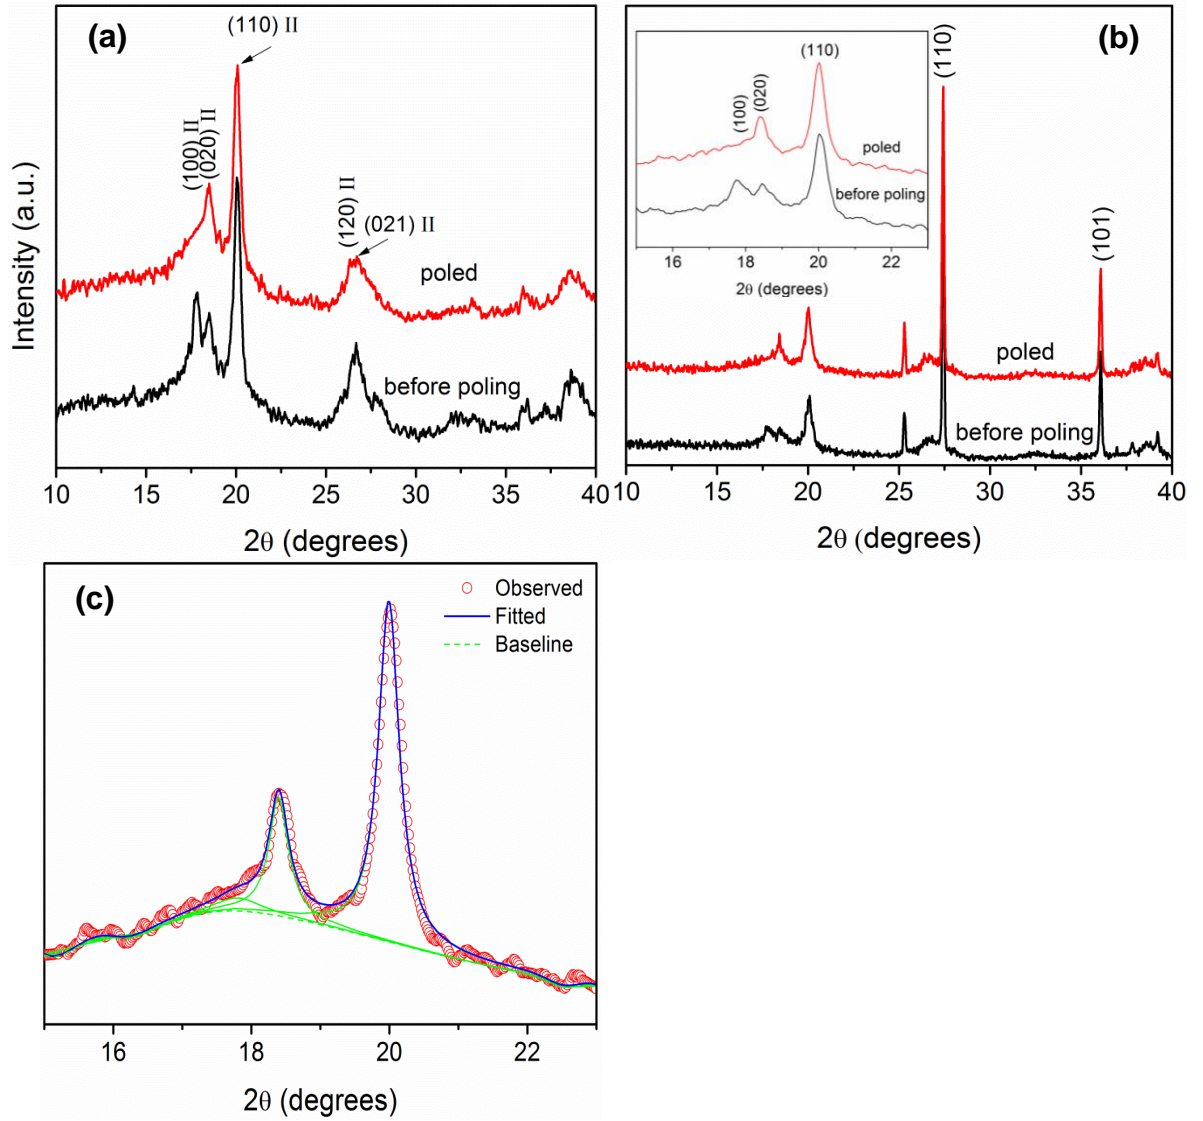 (a)
(110) II
(100) II
(020) II
(120) II
(021) II
poled
before poling
Intensity (a.u.)
10 15 20 25 30 35 40
2θ (degrees)
(b)
(110)
(101)
(100)
(020)
(110)
poled
before poling
16 18 20 22
2θ (degrees)
poled
before poling
10 15 20 25 30 35 40
2θ (degrees)
(c)
Observed
Fitted
Baseline
16 18 20 22
2θ (degrees)